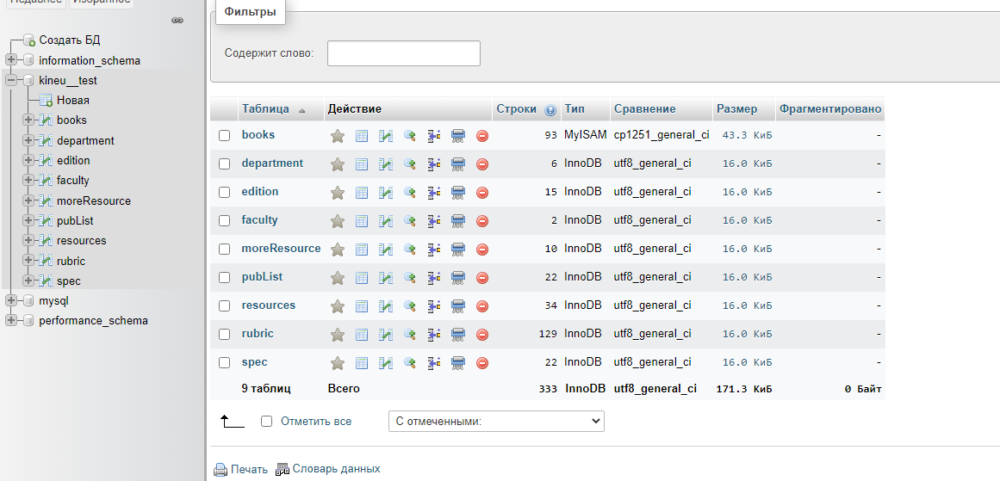 Недавнее Избранное
Создать БД
information_schema
kineu__test
Новая
books
department
edition
faculty
moreResource
pubList
resources
rubric
spec
mysql
performance_schema
Фильтры
Содержит слово:
Таблица Действие Строки Тип Сравнение Размер Фрагментировано
books 93 MyISAM cp1251_general_ci 43.3 КиБ -
department 6 InnoDB utf8_general_ci 16.0 КиБ -
edition 15 InnoDB utf8_general_ci 16.0 КиБ -
faculty 2 InnoDB utf8_general_ci 16.0 КиБ -
moreResource 10 InnoDB utf8_general_ci 16.0 КиБ -
pubList 22 InnoDB utf8_general_ci 16.0 КиБ -
resources 34 InnoDB utf8_general_ci 16.0 КиБ -
rubric 129 InnoDB utf8_general_ci 16.0 КиБ -
spec 22 InnoDB utf8_general_ci 16.0 КиБ -
9 таблиц Всего 333 InnoDB utf8_general_ci 171.3 КиБ 0 Байт
Отметить все С отмеченными:
Печать Словарь данных